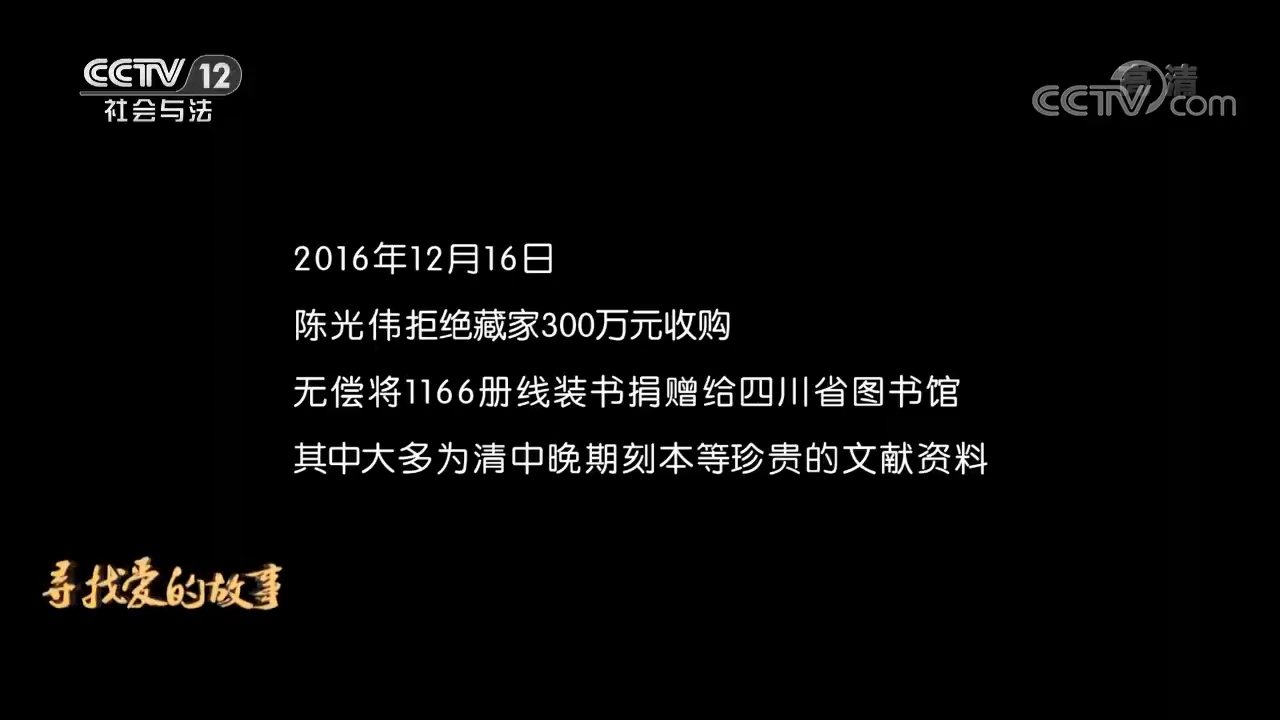 CCTV 12
社会与法
高清
CCTV com
2016年12月16日
陈光伟拒绝藏家300万元收购
无偿将1166册线装书捐赠给四川省图书馆
其中大多为清中晚期刻本等珍贵的文献资料
寻找爱的故事